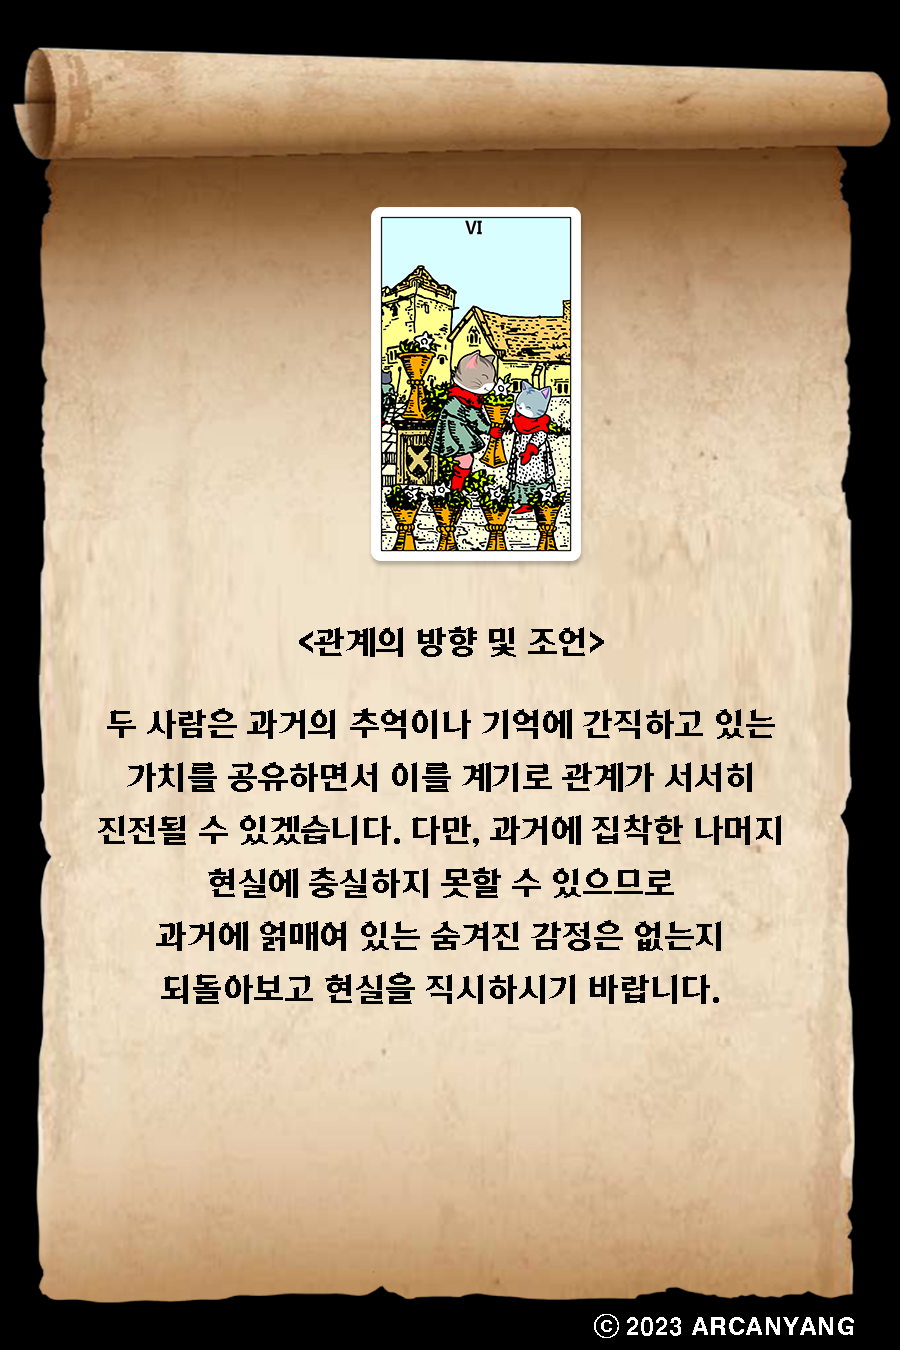 VI
<관계의 방향 및 조언>
두 사람은 과거의 추억이나 기억에 간직하고 있는
가치를 공유하면서 이를 계기로 관계가 서서히
진전될 수 있겠습니다. 다만, 과거에 집착한 나머지
현실에 충실하지 못할 수 있으므로
과거에 얽매여 있는 숨겨진 감정은 없는지
되돌아보고 현실을 직시하시기 바랍니다.
© 2023 ARCANYANG